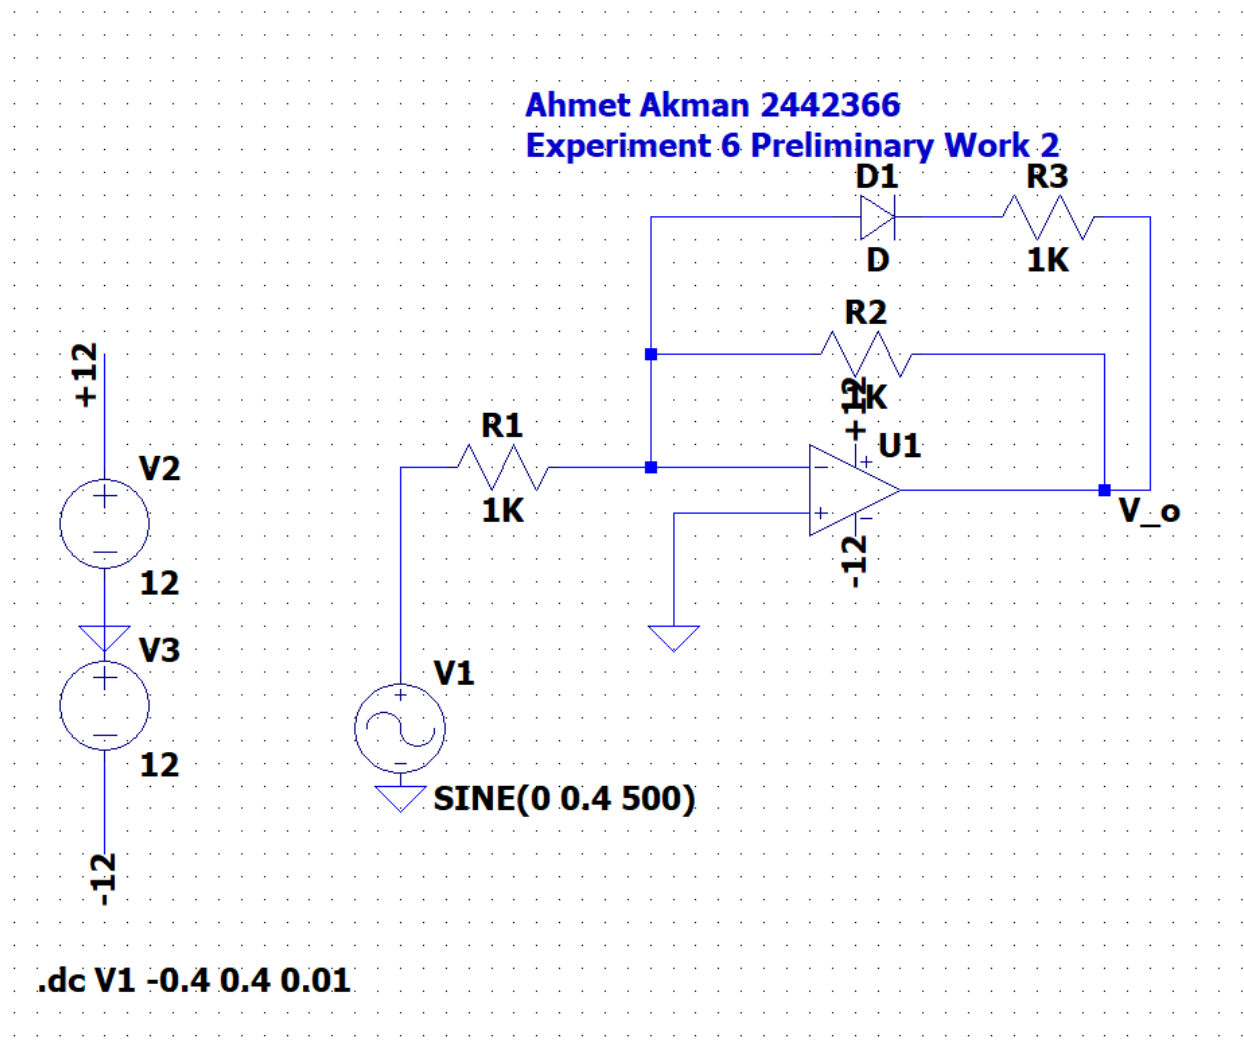 Ahmet Akman 2442366
Experiment 6 Preliminary Work 2
D1
R3
D
1K
R2
1K
+12
+12
V2
12
V3
12
-12
R1
1K
U1
-12
V_o
V1
SINE(0 0.4 500)
.dc V1 -0.4 0.4 0.01